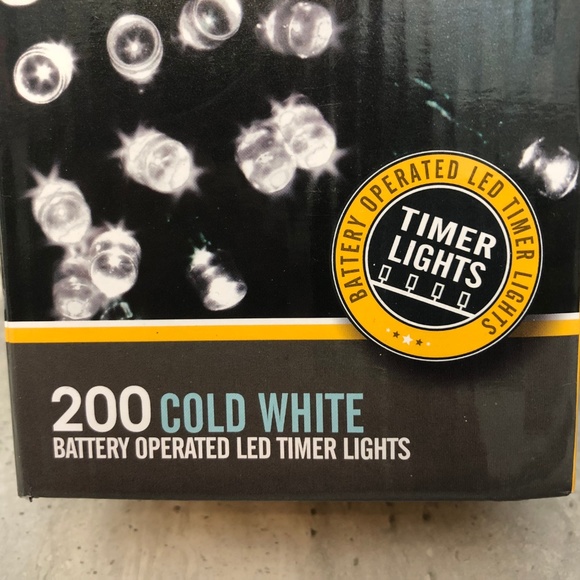 BATTERY OPERATED LED TIMER LIGHTS
TIMER
LIGHTS
200 COLD WHITE
BATTERY OPERATED LED TIMER LIGHTS